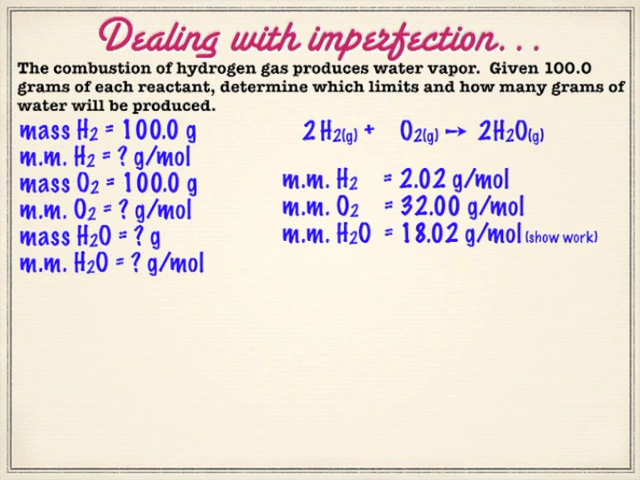 Dealing with imperfection...
The combustion of hydrogen gas produces water vapor. Given 100.0
grams of each reactant, determine which limits and how many grams of
water will be produced.
mass H₂ = 100.0 g
m.m. H₂ = ? g/mol
mass O₂ = 100.0 g
m.m. O₂ = ? g/mol
mass H₂O = ? g
m.m. H₂O = ? g/mol
2H₂(g) + O₂(g) → 2H₂O(g)
m.m. H₂ = 2.02 g/mol
m.m. O₂ = 32.00 g/mol
m.m. H₂O = 18.02 g/mol (show work)